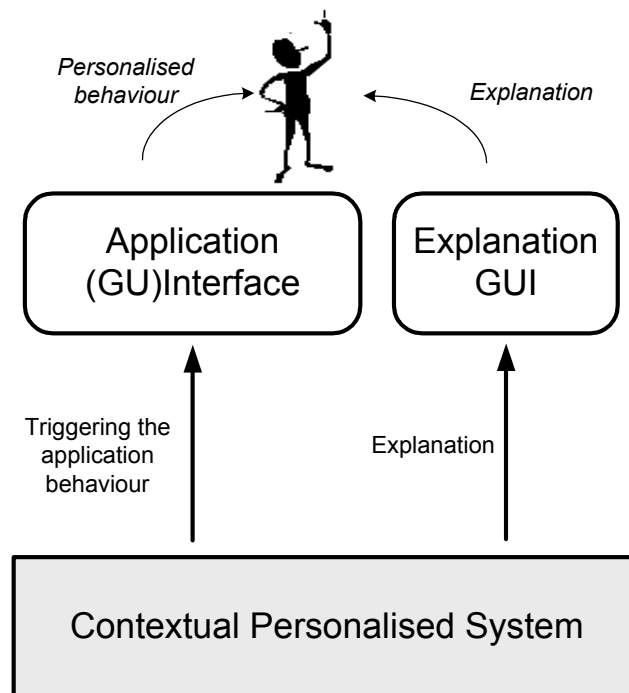 Personalised
behaviour
Explanation
Application
(GU)Interface
Explanation
GUI
Triggering the
application
behaviour
Explanation
Contextual Personalised System